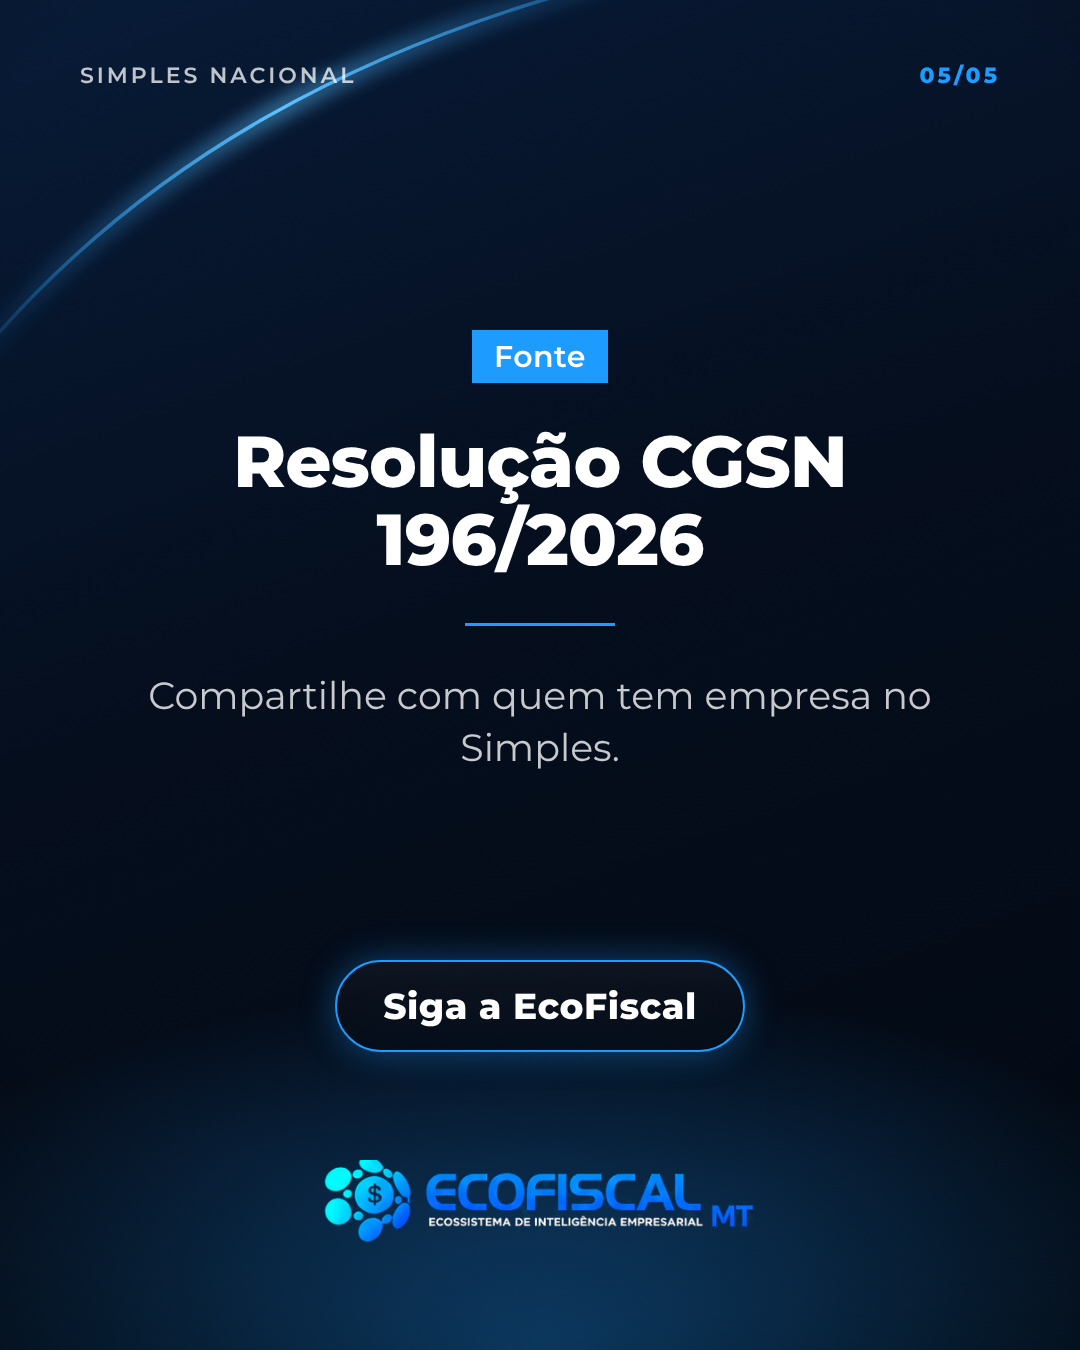 SIMPLES NACIONAL
05/05
Fonte
Resolução CGSN
196/2026
Compartilhe com quem tem empresa no
Simples.
Siga a EcoFiscal
$
ECOFISCAL
ECOSSISTEMA DE INTELIGÊNCIA EMPRESARIAL MT